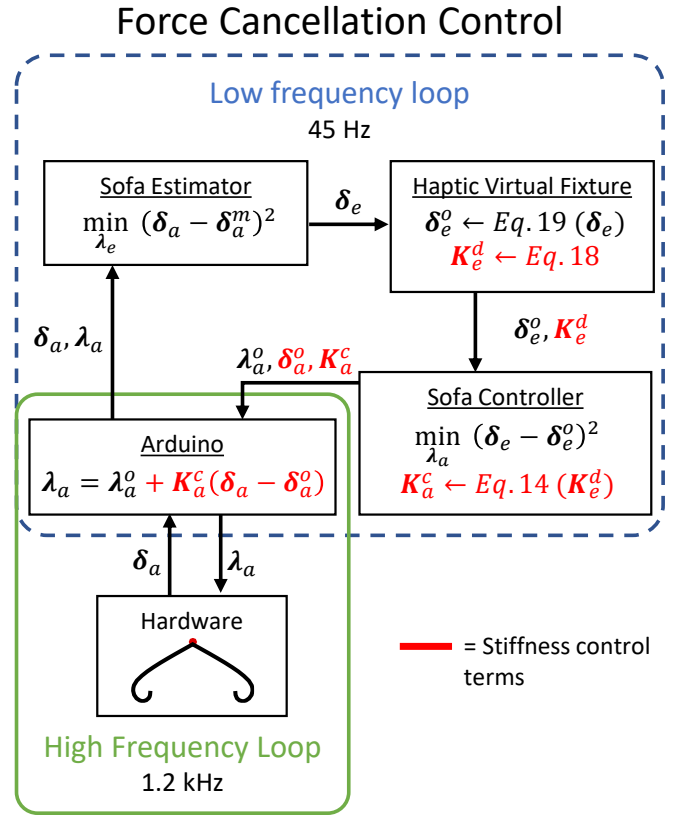 Force Cancellation Control
Low frequency loop
45 Hz
Sofa Estimator
min (δₐ − δₐᵐ)²
λₑ
δₑ
Haptic Virtual Fixture
δₑᵒ ← Eq. 19 (δₑ)
Kₑᵈ ← Eq. 18
δₑᵒ, Kₑᵈ
δₐ, λₐ
λₐᵒ, δₐᵒ, Kₐᶜ
Sofa Controller
min (δₑ − δₑᵒ)²
λₐ
Kₐᶜ ← Eq. 14 (Kₑᵈ)
Arduino
λₐ = λₐᵒ + Kₐᶜ(δₐ − δₐᵒ)
δₐ
λₐ
Hardware
= Stiffness control
terms
High Frequency Loop
1.2 kHz